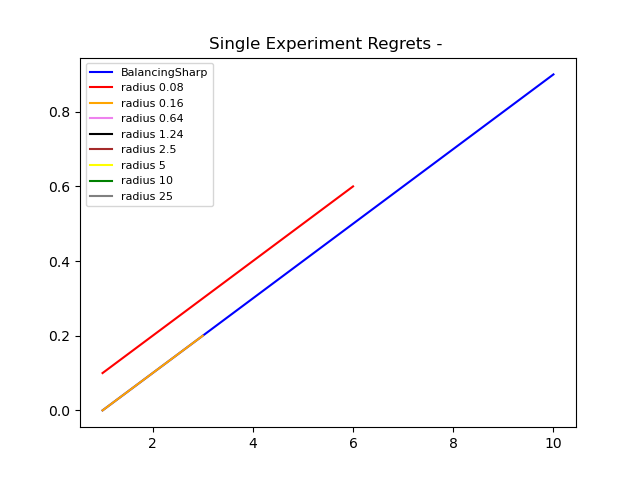 Single Experiment Regrets -
BalancingSharp
radius 0.08
radius 0.16
radius 0.64
radius 1.24
radius 2.5
radius 5
radius 10
radius 25
0.8
0.6
0.4
0.2
0.0
2 4 6 8 10